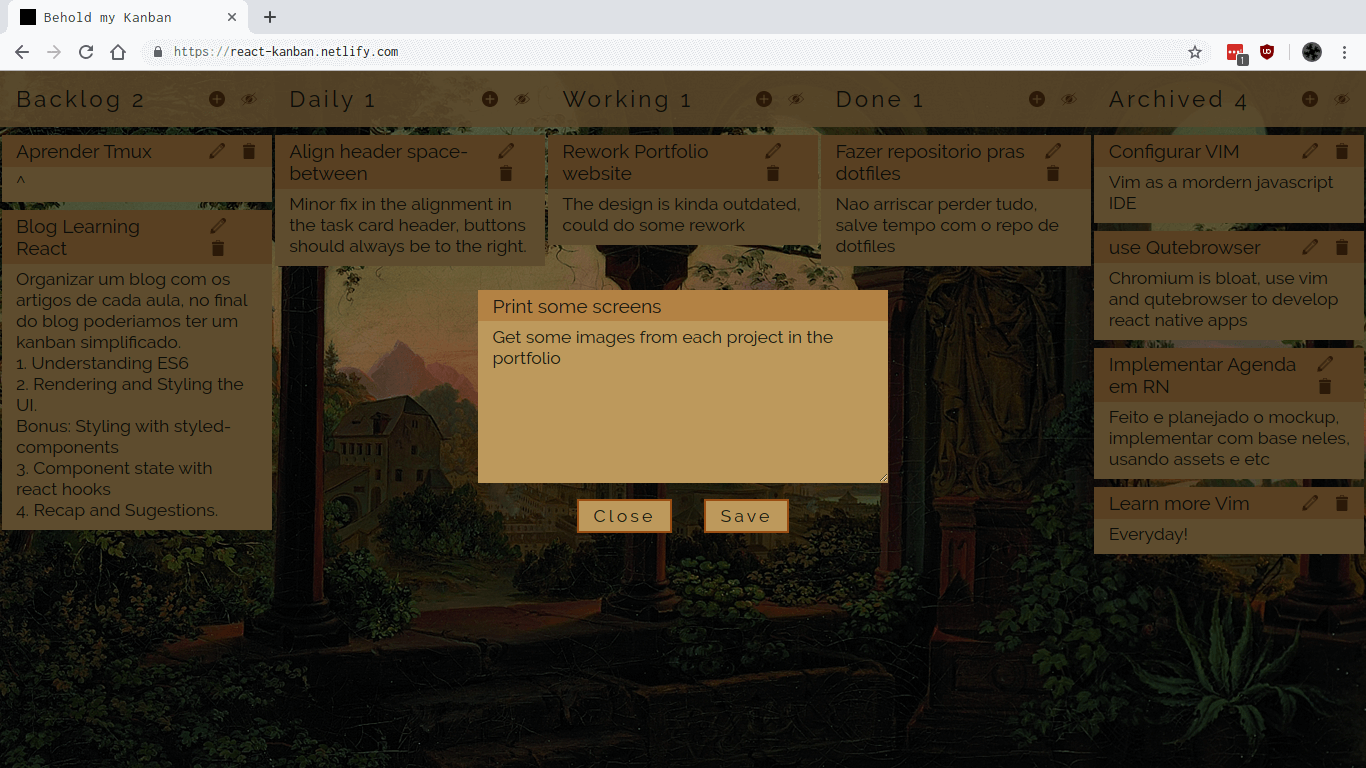 Behold my Kanban
https://react-kanban.netlify.com
1
Backlog 2
Daily 1
Working 1
Done 1
Archived 4
Aprender Tmux
^
Blog Learning
React
Organizar um blog com os
artigos de cada aula, no final
do blog poderiamos ter um
kanban simplificado.
1. Understanding ES6
2. Rendering and Styling the
UI.
Bonus: Styling with styled-
components
3. Component state with
react hooks
4. Recap and Sugestions.
Align header space-
between
Minor fix in the alignment in
the task card header, buttons
should always be to the right.
Rework Portfolio
website
The design is kinda outdated,
could do some rework
Fazer repositorio pras
dotfiles
Nao arriscar perder tudo,
salve tempo com o repo de
dotfiles
Configurar VIM
Vim as a mordern javascript
IDE
use Qutebrowser
Chromium is bloat, use vim
and qutebrowser to develop
react native apps
Implementar Agenda
em RN
Feito e planejado o mockup,
implementar com base neles,
usando assets e etc
Learn more Vim
Everyday!
Print some screens
Get some images from each project in the
portfolio
Close
Save